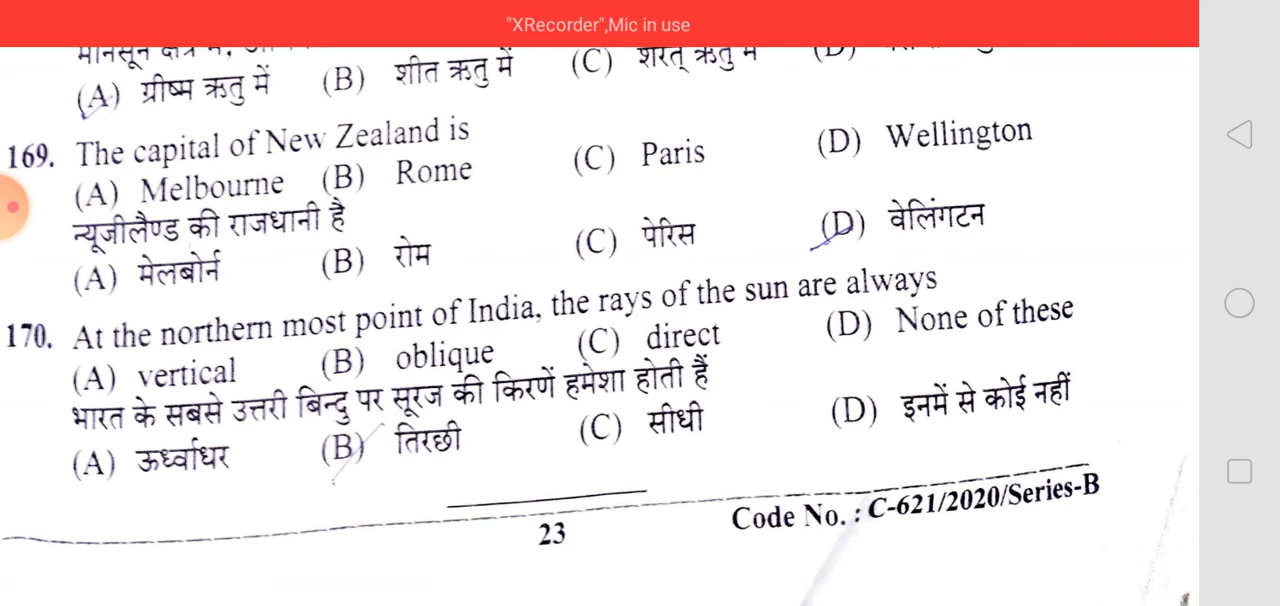 "XRecorder",Mic in use
(A) ग्रीष्म ऋतु में (B) शीत ऋतु में (C) शरत् ऋतु में (D)
169. The capital of New Zealand is
(A) Melbourne (B) Rome (C) Paris (D) Wellington
न्यूजीलैण्ड की राजधानी है
(A) मेलबोर्न (B) रोम (C) पेरिस (D) वेलिंगटन
170. At the northern most point of India, the rays of the sun are always
(A) vertical (B) oblique (C) direct (D) None of these
भारत के सबसे उत्तरी बिन्दु पर सूरज की किरणें हमेशा होती हैं
(A) ऊर्ध्वाधर (B) तिरछी (C) सीधी (D) इनमें से कोई नहीं
23
Code No. : C-621/2020/Series-B